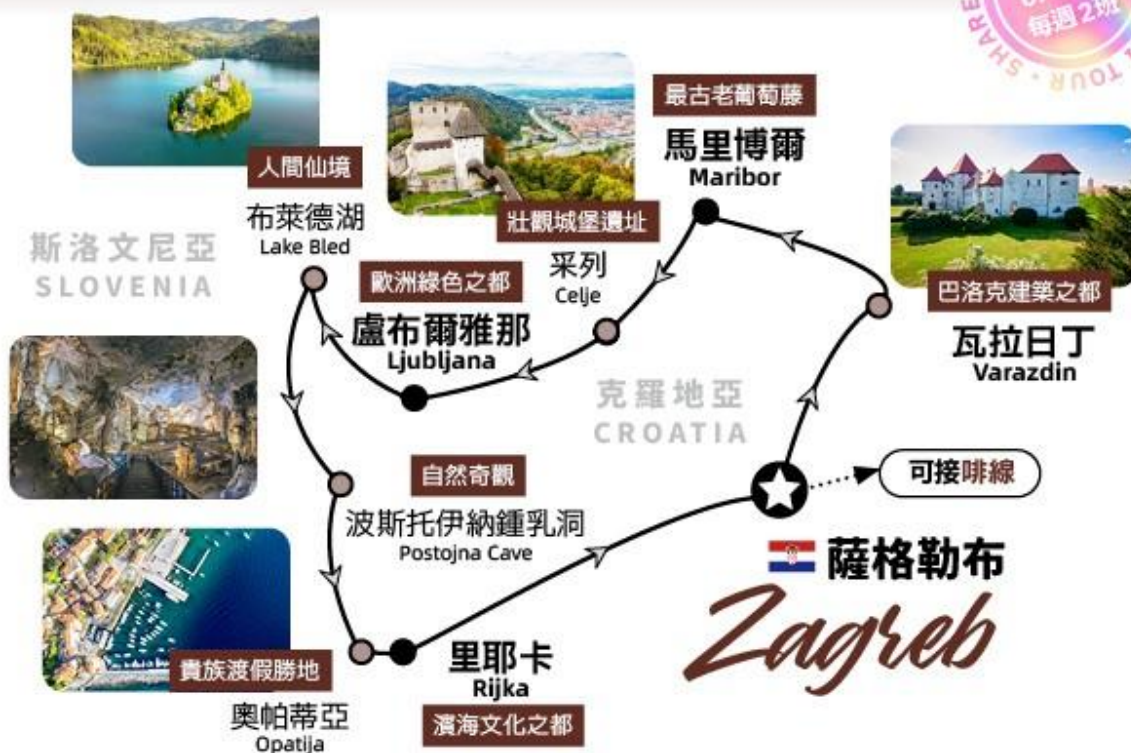 每週2班
SHARE
TOUR
最古老葡萄藤
馬里博爾
Maribor
人間仙境
布萊德湖
Lake Bled
壯觀城堡遺址
采列
Celje
斯洛文尼亞
SLOVENIA
歐洲綠色之都
盧布爾雅那
Ljubljana
巴洛克建築之都
瓦拉日丁
Varazdin
克羅地亞
CROATIA
自然奇觀
波斯托伊納鍾乳洞
Postojna Cave
可接啡線
薩格勒布
Zagreb
貴族渡假勝地
奧帕蒂亞
Opatija
里耶卡
Rijka
濱海文化之都